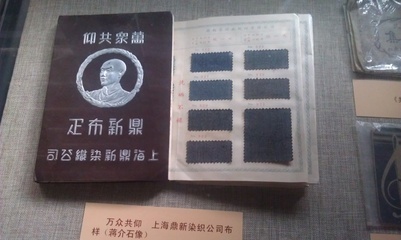 萬衆共仰
鼎新布疋
上海鼎新染織公司
万众共仰 上海鼎新染织公司布
样（蒋介石像）